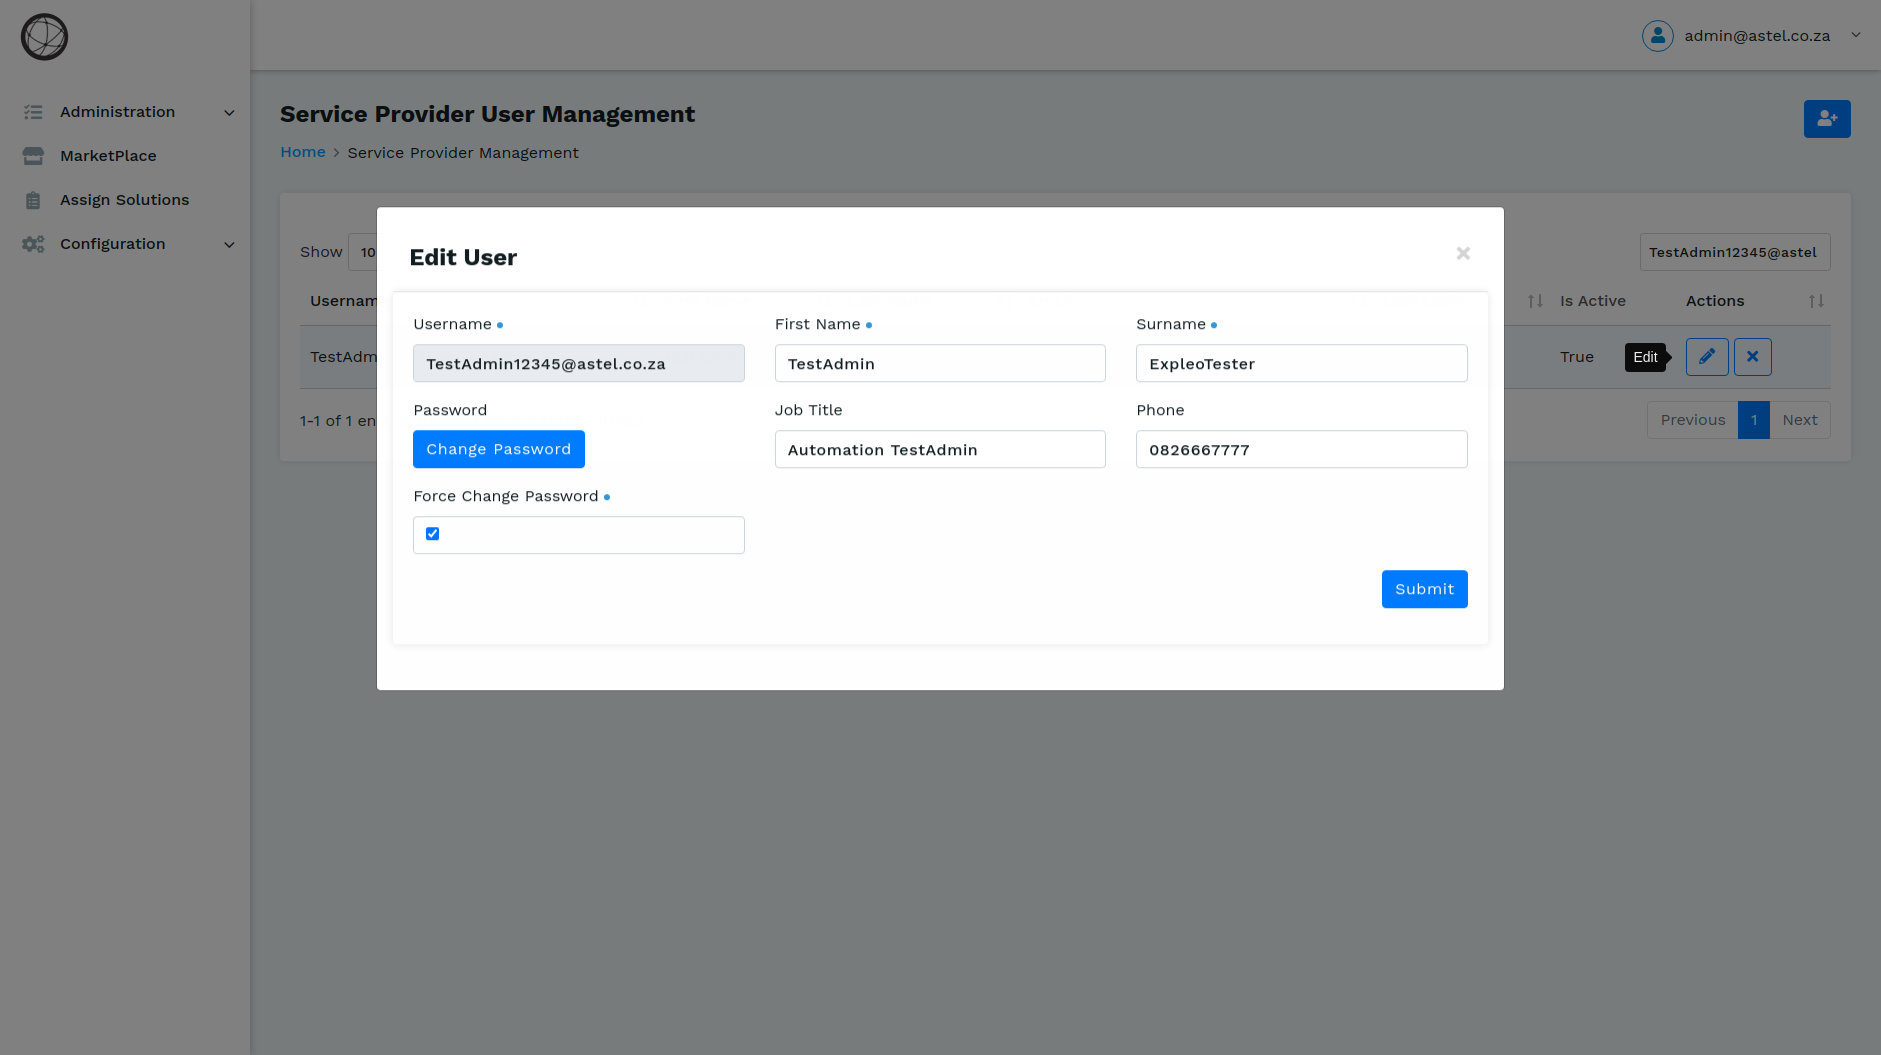 admin@astel.co.za
Administration
MarketPlace
Assign Solutions
Configuration
Service Provider User Management
Home > Service Provider Management
Show 10
TestAdmin12345@astel
Usernam
Is Active
Actions
TestAdm
True
Edit
1-1 of 1 en
Previous 1 Next
Edit User
Username
First Name
Surname
TestAdmin12345@astel.co.za
TestAdmin
ExpleoTester
Password
Job Title
Phone
Change Password
Automation TestAdmin
0826667777
Force Change Password
Submit